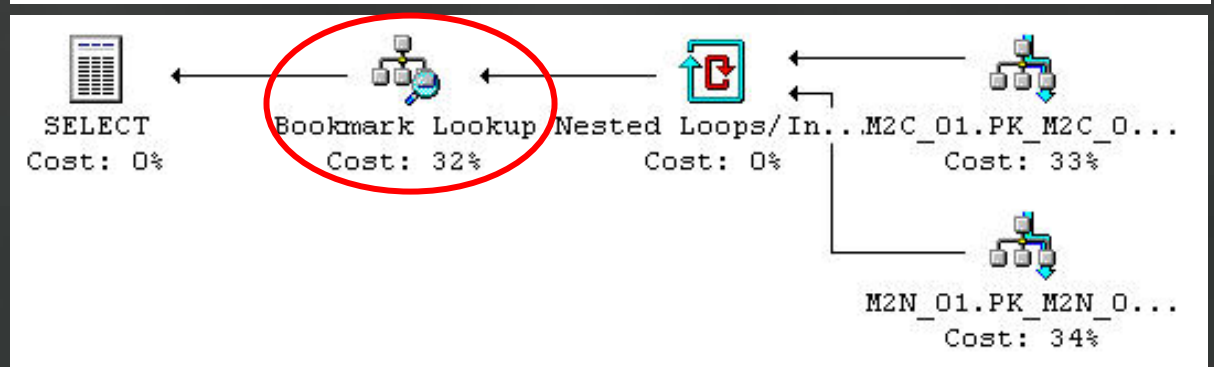 SELECT
Cost: 0%
Bookmark Lookup
Cost: 32%
Nested Loops/In...
Cost: 0%
M2C_01.PK_M2C_0...
Cost: 33%
M2N_01.PK_M2N_0...
Cost: 34%